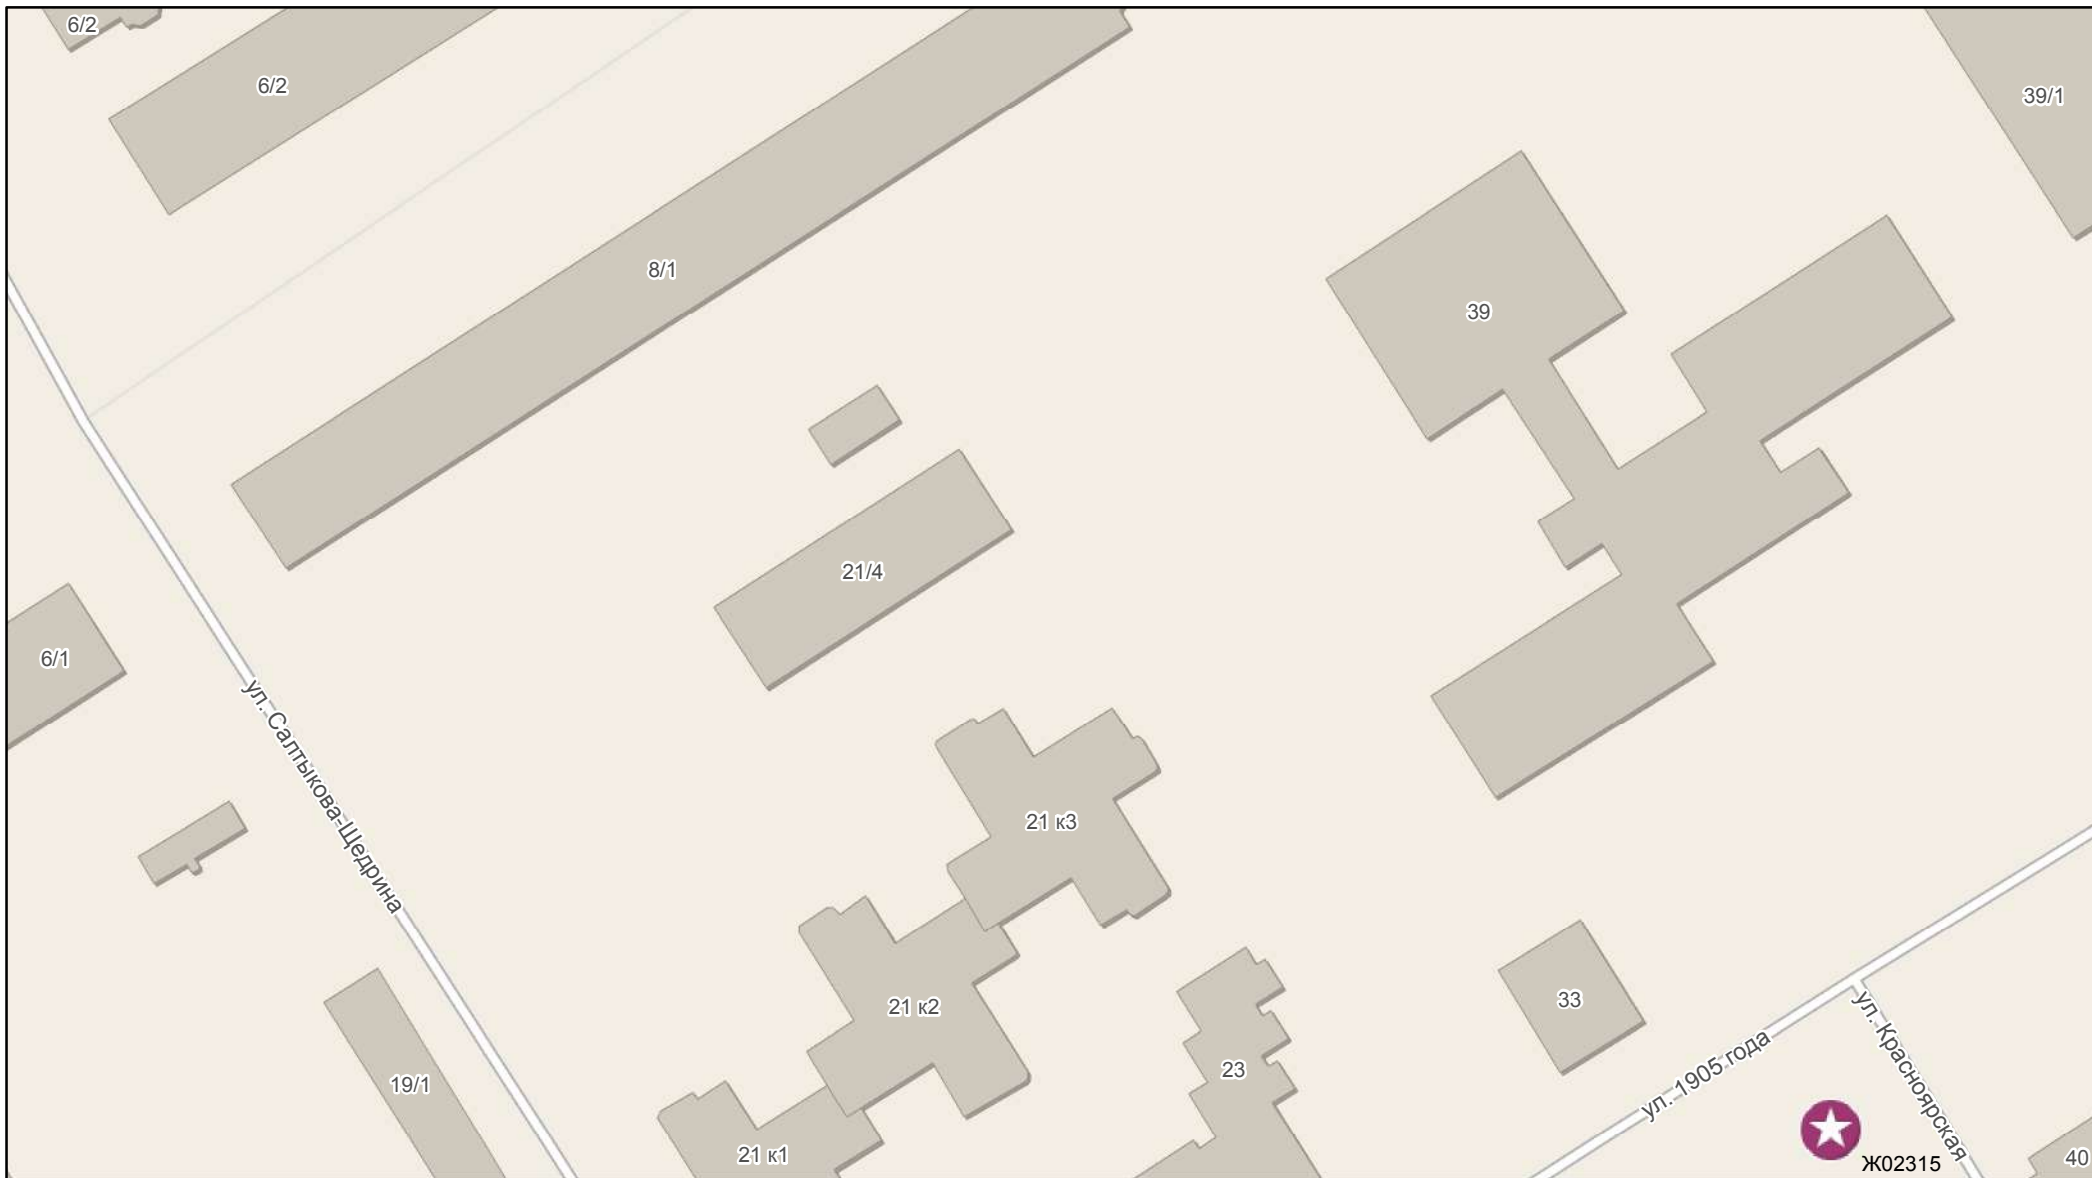 6/2
6/2
39/1
8/1
39
21/4
6/1
ул. Салтыкова-Щедрина
21 к3
21 к2
33
ул. 1905 года
ул. Красноярская
23
19/1
21 к1
Ж02315
40